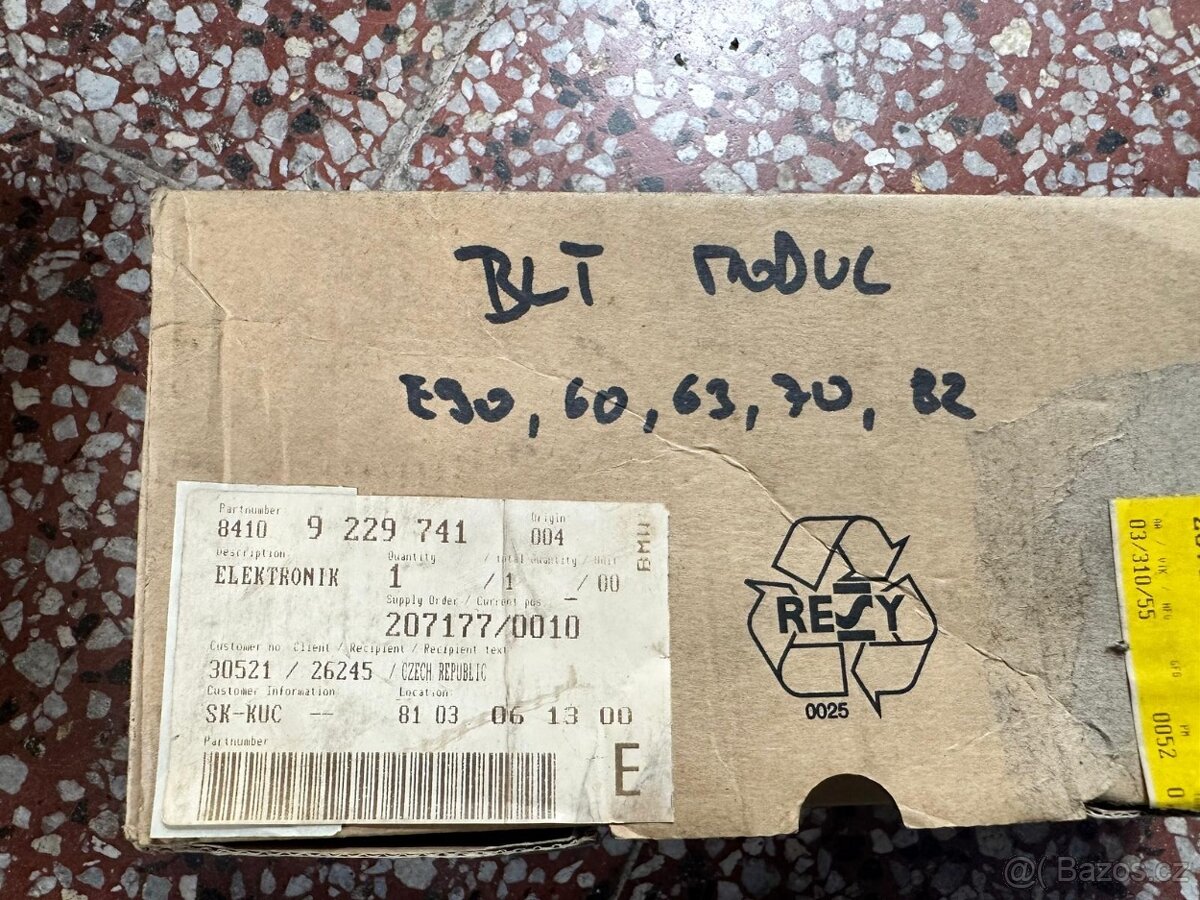 BLT MODUL
E90, 60, 63, 70, 82
Partnumber
8410 9 229 741
Origin
004
BMW
Description
ELEKTRONIK
Quantity / Total quantity / Unit
1 / 1 / 00
Supply Order / Current pos.
207177/0010
Customer no Client / Recipient / Recipient text
30521 / 26245 / CZECH REPUBLIC
Customer Information
SK-KUC --
Location
81 03 06 13 00
Partnumber
E
RESY
0025
03/310/55
0052
0
@( Bazos.cz